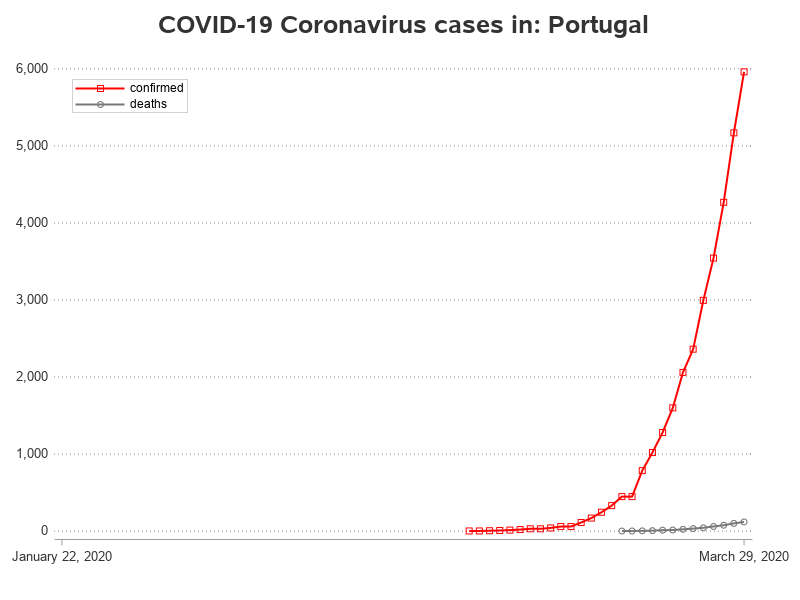 COVID-19 Coronavirus cases in: Portugal
6,000
confirmed
deaths
5,000
4,000
3,000
2,000
1,000
0
January 22, 2020
March 29, 2020